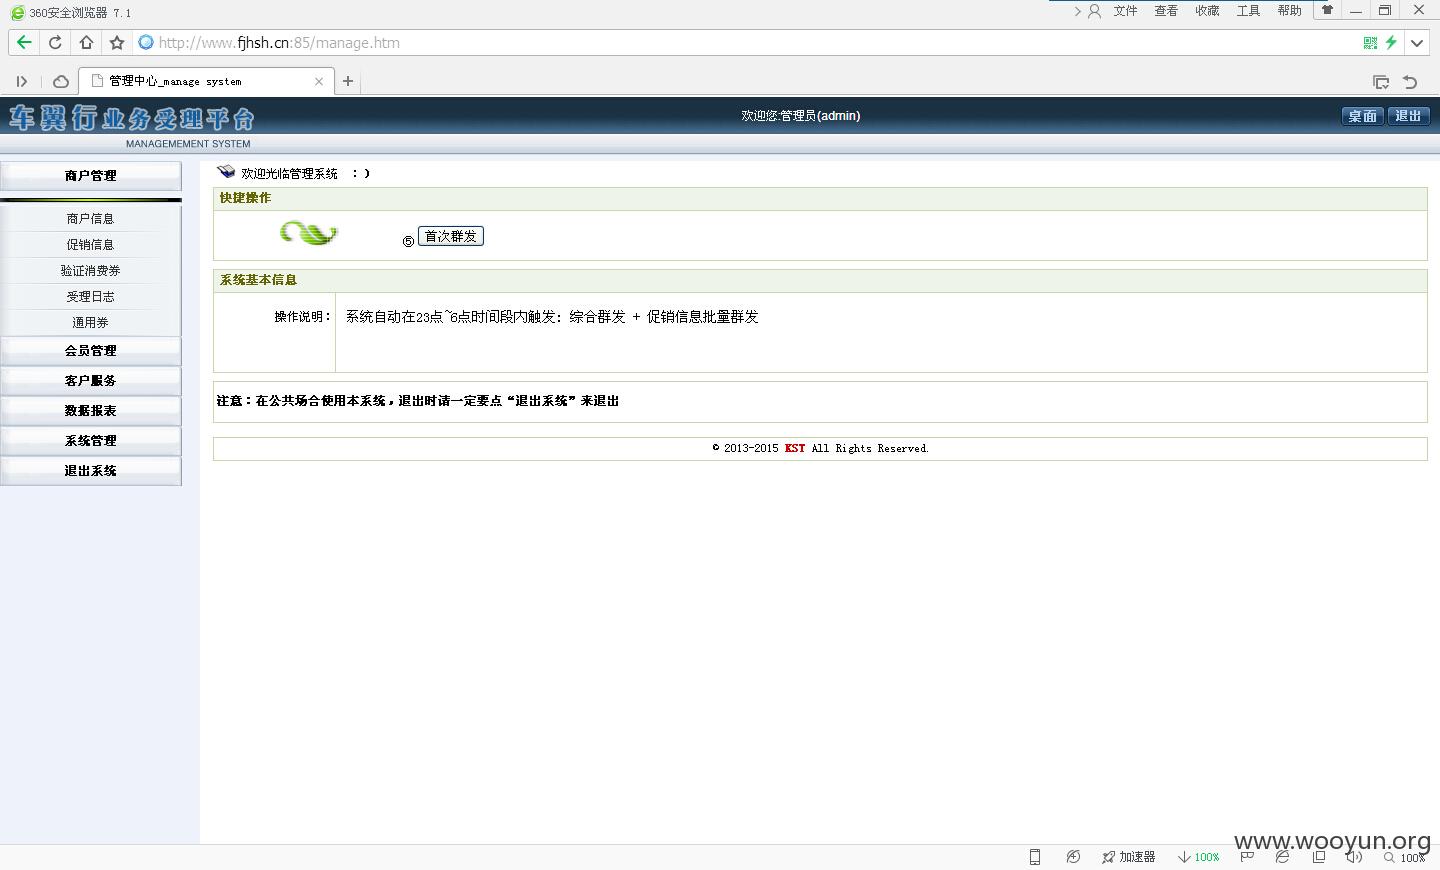 360安全浏览器 7.1
文件 查看 收藏 工具 帮助
http://www.fjhsh.cn:85/manage.htm
管理中心_manage system
车翼行业务受理平台
欢迎您:管理员(admin)
桌面 退出
MANAGEMEMENT SYSTEM
商户管理
商户信息
促销信息
验证消费券
受理日志
通用券
会员管理
客户服务
数据报表
系统管理
退出系统
欢迎光临管理系统 ：）
快捷操作
⑤ 首次群发
系统基本信息
操作说明： 系统自动在23点~6点时间段内触发: 综合群发 + 促销信息批量群发
注意：在公共场合使用本系统，退出时请一定要点“退出系统”来退出
© 2013-2015 KST All Rights Reserved.
www.wooyun.org
加速器 100% 100%